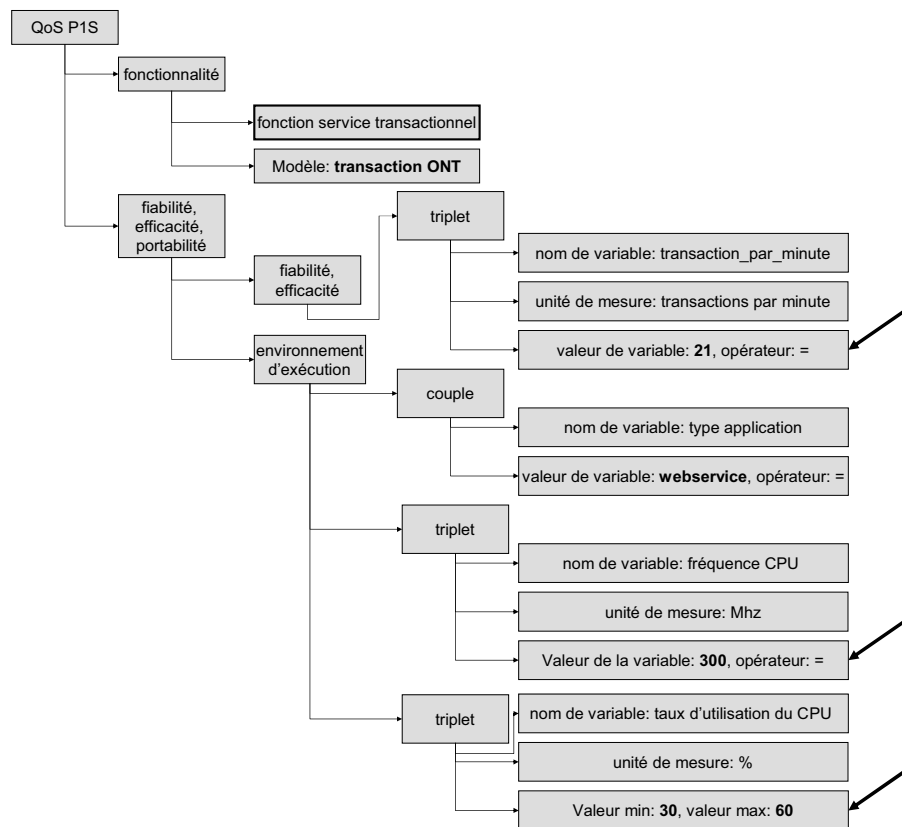 QoS P1S
fonctionnalité
fonction service transactionnel
Modèle: transaction ONT
fiabilité,
efficacité,
portabilité
triplet
nom de variable: transaction_par_minute
fiabilité,
efficacité
unité de mesure: transactions par minute
valeur de variable: 21, opérateur: =
environnement
d'exécution
couple
nom de variable: type application
valeur de variable: webservice, opérateur: =
triplet
nom de variable: fréquence CPU
unité de mesure: Mhz
Valeur de la variable: 300, opérateur: =
triplet
nom de variable: taux d'utilisation du CPU
unité de mesure: %
Valeur min: 30, valeur max: 60